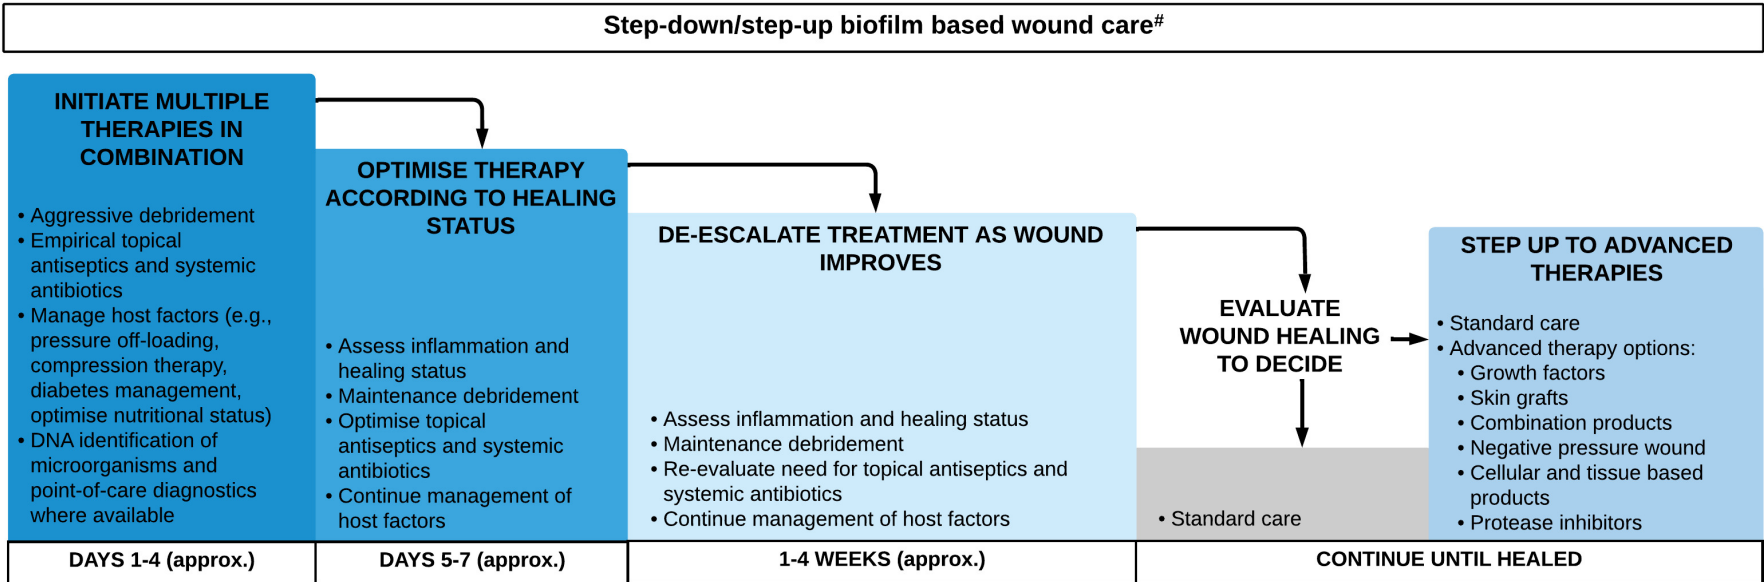 Step-down/step-up biofilm based wound care#
INITIATE MULTIPLE
THERAPIES IN
COMBINATION
• Aggressive debridement
• Empirical topical
antiseptics and systemic
antibiotics
• Manage host factors (e.g.,
pressure off-loading,
compression therapy,
diabetes management,
optimise nutritional status)
• DNA identification of
microorganisms and
point-of-care diagnostics
where available
DAYS 1-4 (approx.)
OPTIMISE THERAPY
ACCORDING TO HEALING
STATUS
• Assess inflammation and
healing status
• Maintenance debridement
• Optimise topical
antiseptics and systemic
antibiotics
• Continue management of
host factors
DAYS 5-7 (approx.)
DE-ESCALATE TREATMENT AS WOUND
IMPROVES
• Assess inflammation and healing status
• Maintenance debridement
• Re-evaluate need for topical antiseptics and
systemic antibiotics
• Continue management of host factors
1-4 WEEKS (approx.)
EVALUATE
WOUND HEALING
TO DECIDE
• Standard care
STEP UP TO ADVANCED
THERAPIES
• Standard care
• Advanced therapy options:
• Growth factors
• Skin grafts
• Combination products
• Negative pressure wound
• Cellular and tissue based
products
• Protease inhibitors
CONTINUE UNTIL HEALED